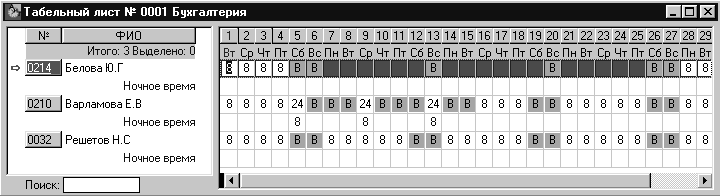 Табельный лист № 0001 Бухгалтерия
№ ФИО 1 2 3 4 5 6 7 8 9 10 11 12 13 14 15 16 17 18 19 20 21 22 23 24 25 26 27 28 29
Итого: 3 Выделено: 0 Вт Ср Чт Пт Сб Вс Пн Вт Ср Чт Пт Сб Вс Пн Вт Ср Чт Пт Сб Вс Пн Вт Ср Чт Пт Сб Вс Пн Вт
0214 Белова Ю.Г 8 8 8 8 В В В В В В 8 8
Ночное время
0210 Варламова Е.В 8 8 8 8 24 В В В 24 В В В 24 В В 8 8 8 В В 8 8 8 8 8 В В 8 8
Ночное время 8 8 8
0032 Решетов Н.С 8 8 8 8 В В 8 8 8 8 8 В В 8 8 8 8 8 В В 8 8 8 8 8 В В 8 8
Ночное время
Поиск: